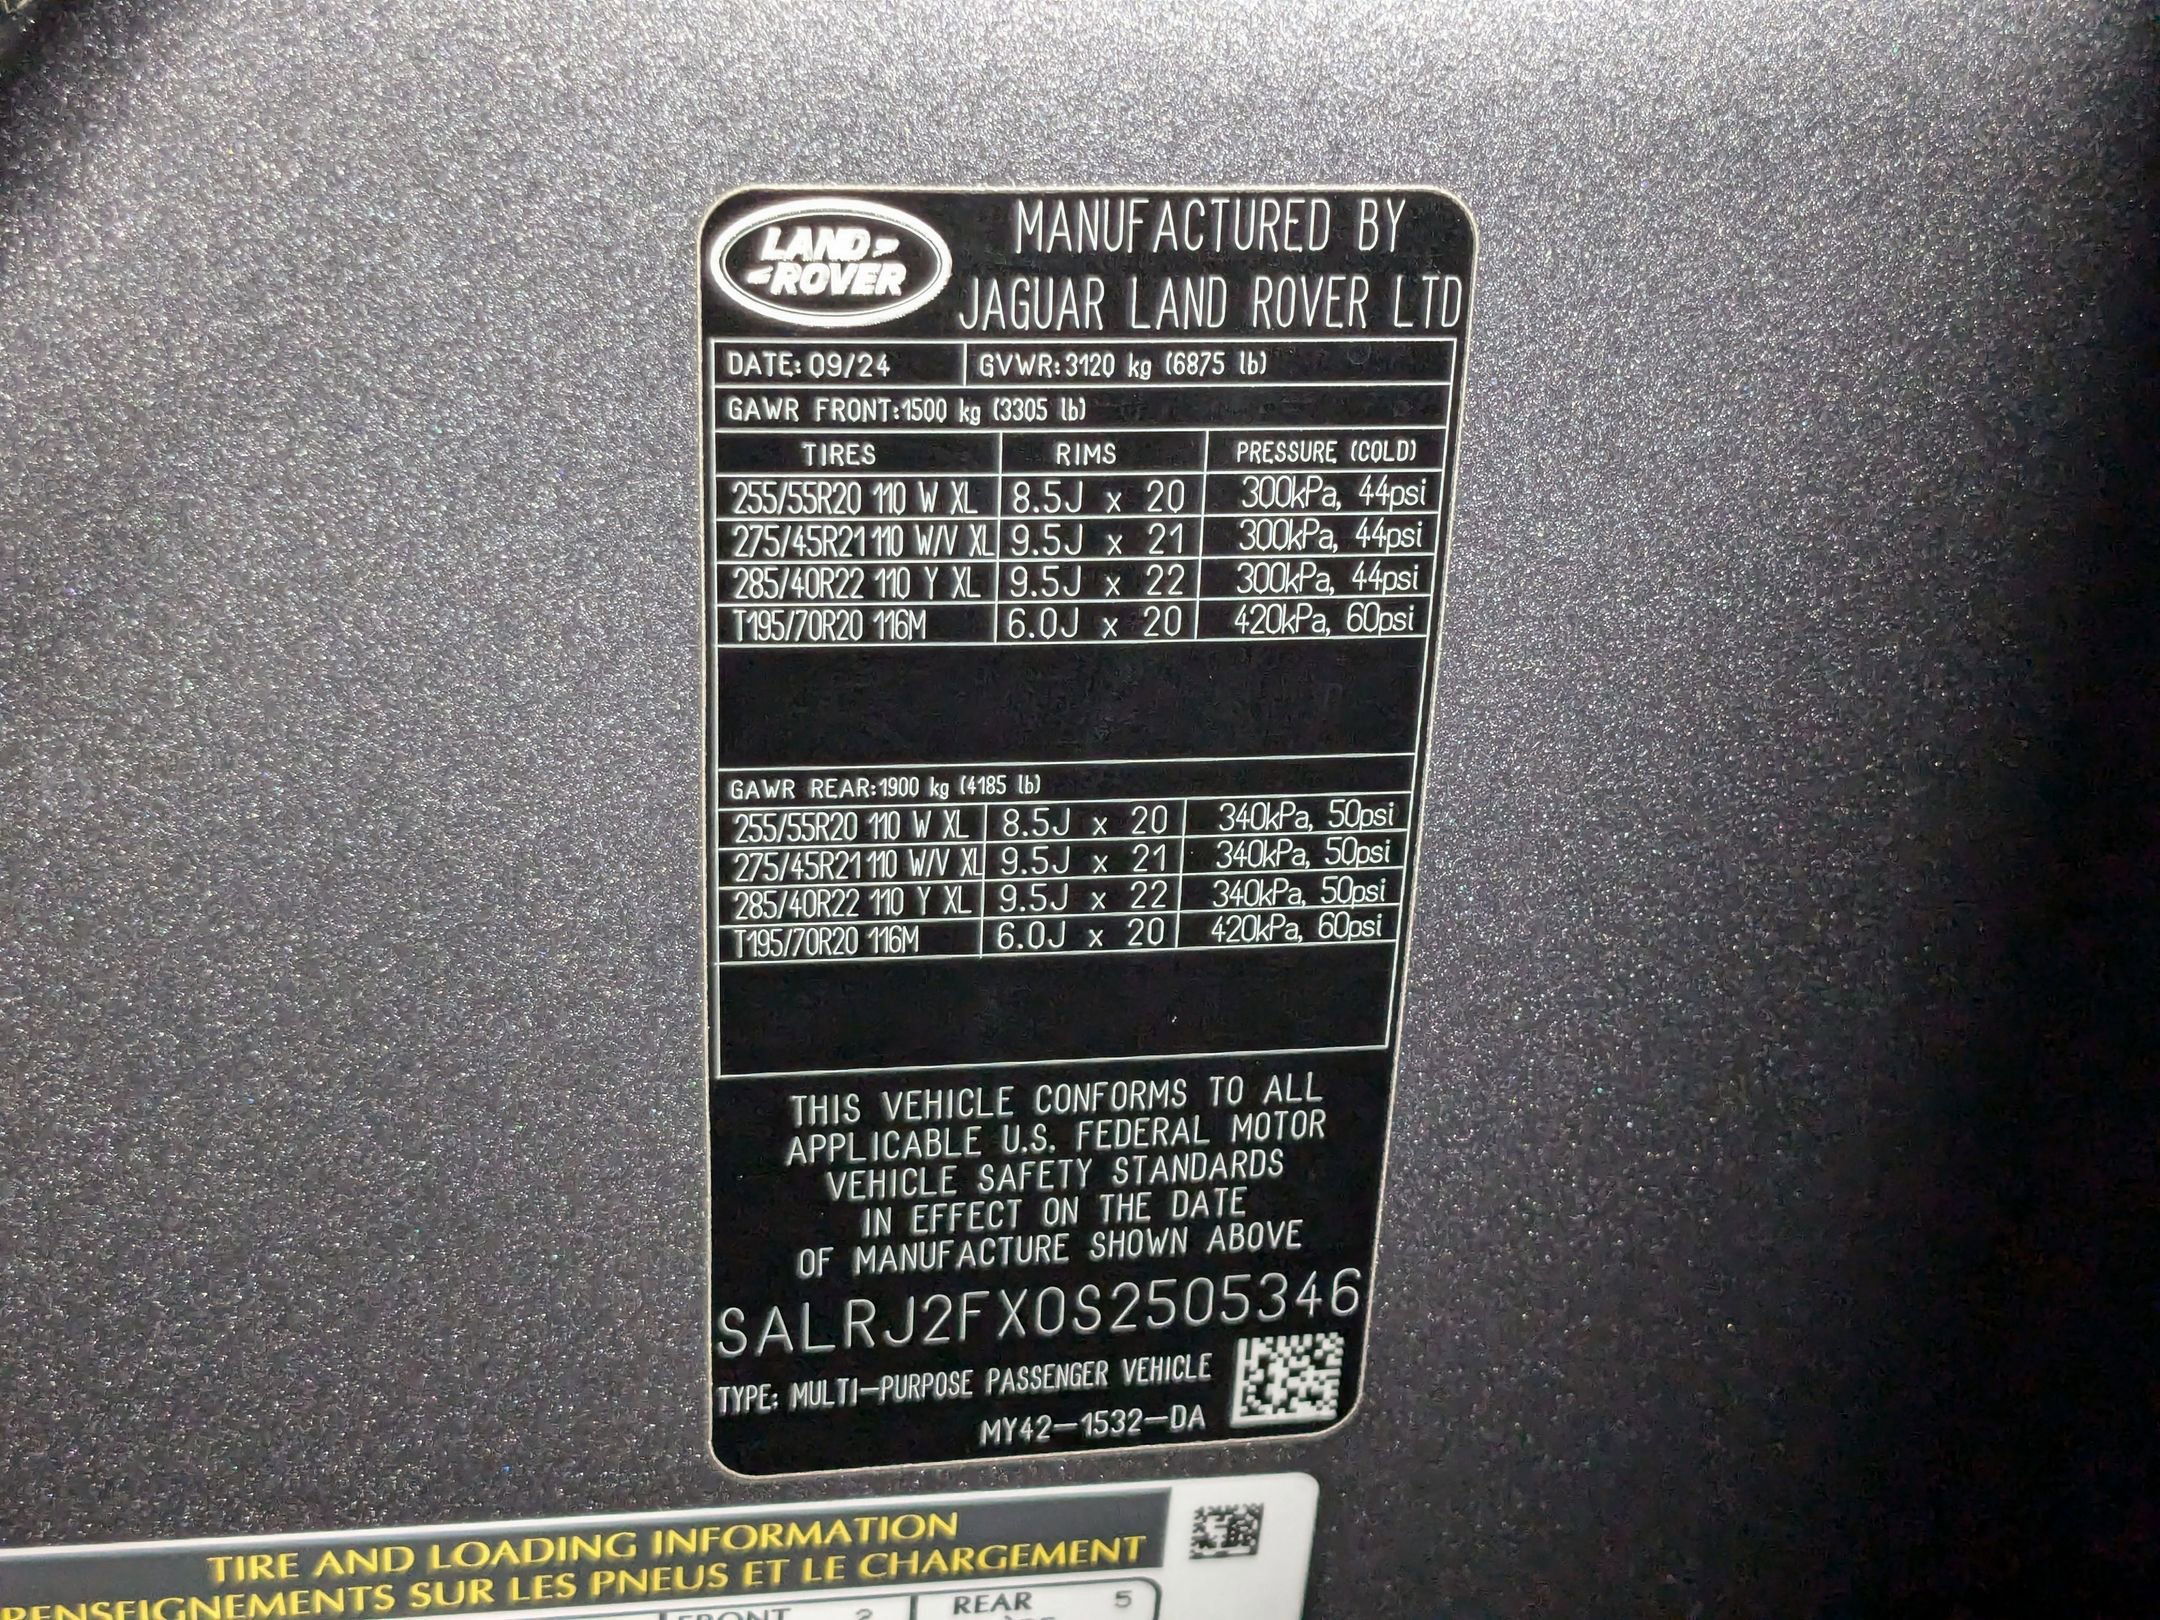 LAND ROVER
MANUFACTURED BY
JAGUAR LAND ROVER LTD
DATE: 09/24 GVWR: 3120 kg (6875 lb)
GAWR FRONT: 1500 kg (3305 lb)
TIRES RIMS PRESSURE (COLD)
255/55R20 110 W XL 8.5J x 20 300kPa, 44psi
275/45R21 110 W/V XL 9.5J x 21 300kPa, 44psi
285/40R22 110 Y XL 9.5J x 22 300kPa, 44psi
T195/70R20 116M 6.0J x 20 420kPa, 60psi
GAWR REAR: 1900 kg (4185 lb)
255/55R20 110 W XL 8.5J x 20 340kPa, 50psi
275/45R21 110 W/V XL 9.5J x 21 340kPa, 50psi
285/40R22 110 Y XL 9.5J x 22 340kPa, 50psi
T195/70R20 116M 6.0J x 20 420kPa, 60psi
THIS VEHICLE CONFORMS TO ALL
APPLICABLE U.S. FEDERAL MOTOR
VEHICLE SAFETY STANDARDS
IN EFFECT ON THE DATE
OF MANUFACTURE SHOWN ABOVE
SALRJ2FX0S2505346
TYPE: MULTI-PURPOSE PASSENGER VEHICLE
MY42-1532-DA
TIRE AND LOADING INFORMATION
RENSEIGNEMENTS SUR LES PNEUS ET LE CHARGEMENT
FRONT 2 REAR 5